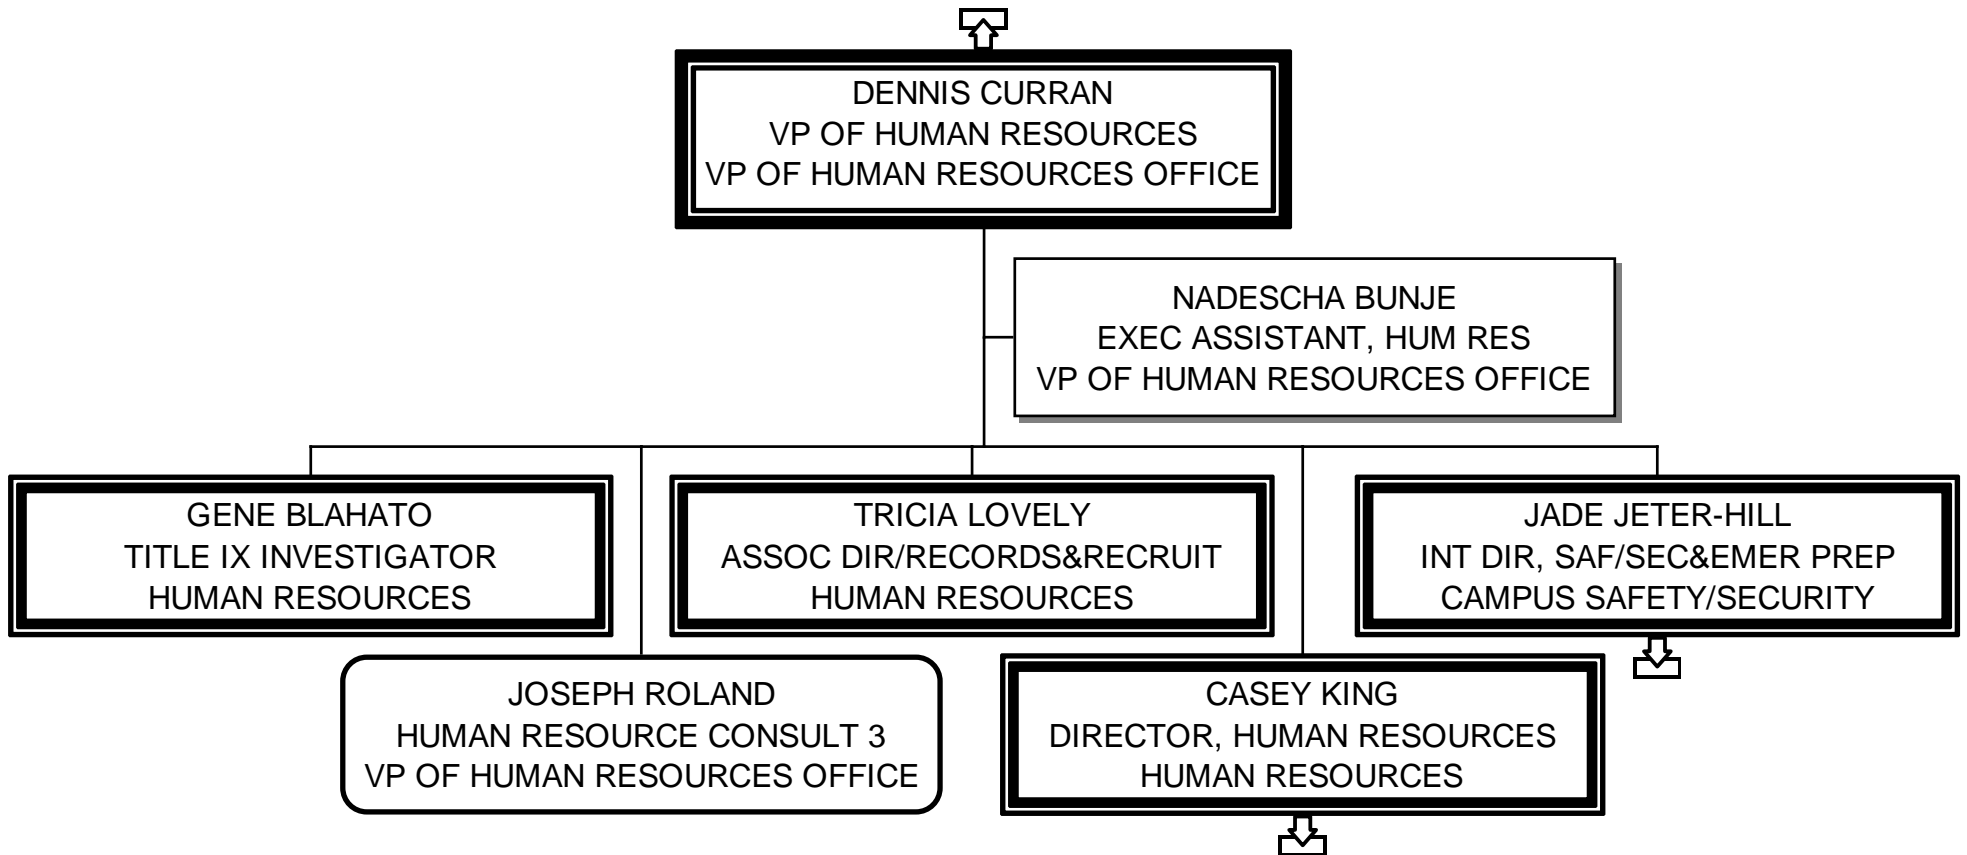 DENNIS CURRAN
VP OF HUMAN RESOURCES
VP OF HUMAN RESOURCES OFFICE
NADESCHA BUNJE
EXEC ASSISTANT, HUM RES
VP OF HUMAN RESOURCES OFFICE
GENE BLAHATO
TITLE IX INVESTIGATOR
HUMAN RESOURCES
TRICIA LOVELY
ASSOC DIR/RECORDS&RECRUIT
HUMAN RESOURCES
JADE JETER-HILL
INT DIR, SAF/SEC&EMER PREP
CAMPUS SAFETY/SECURITY
JOSEPH ROLAND
HUMAN RESOURCE CONSULT 3
VP OF HUMAN RESOURCES OFFICE
CASEY KING
DIRECTOR, HUMAN RESOURCES
HUMAN RESOURCES